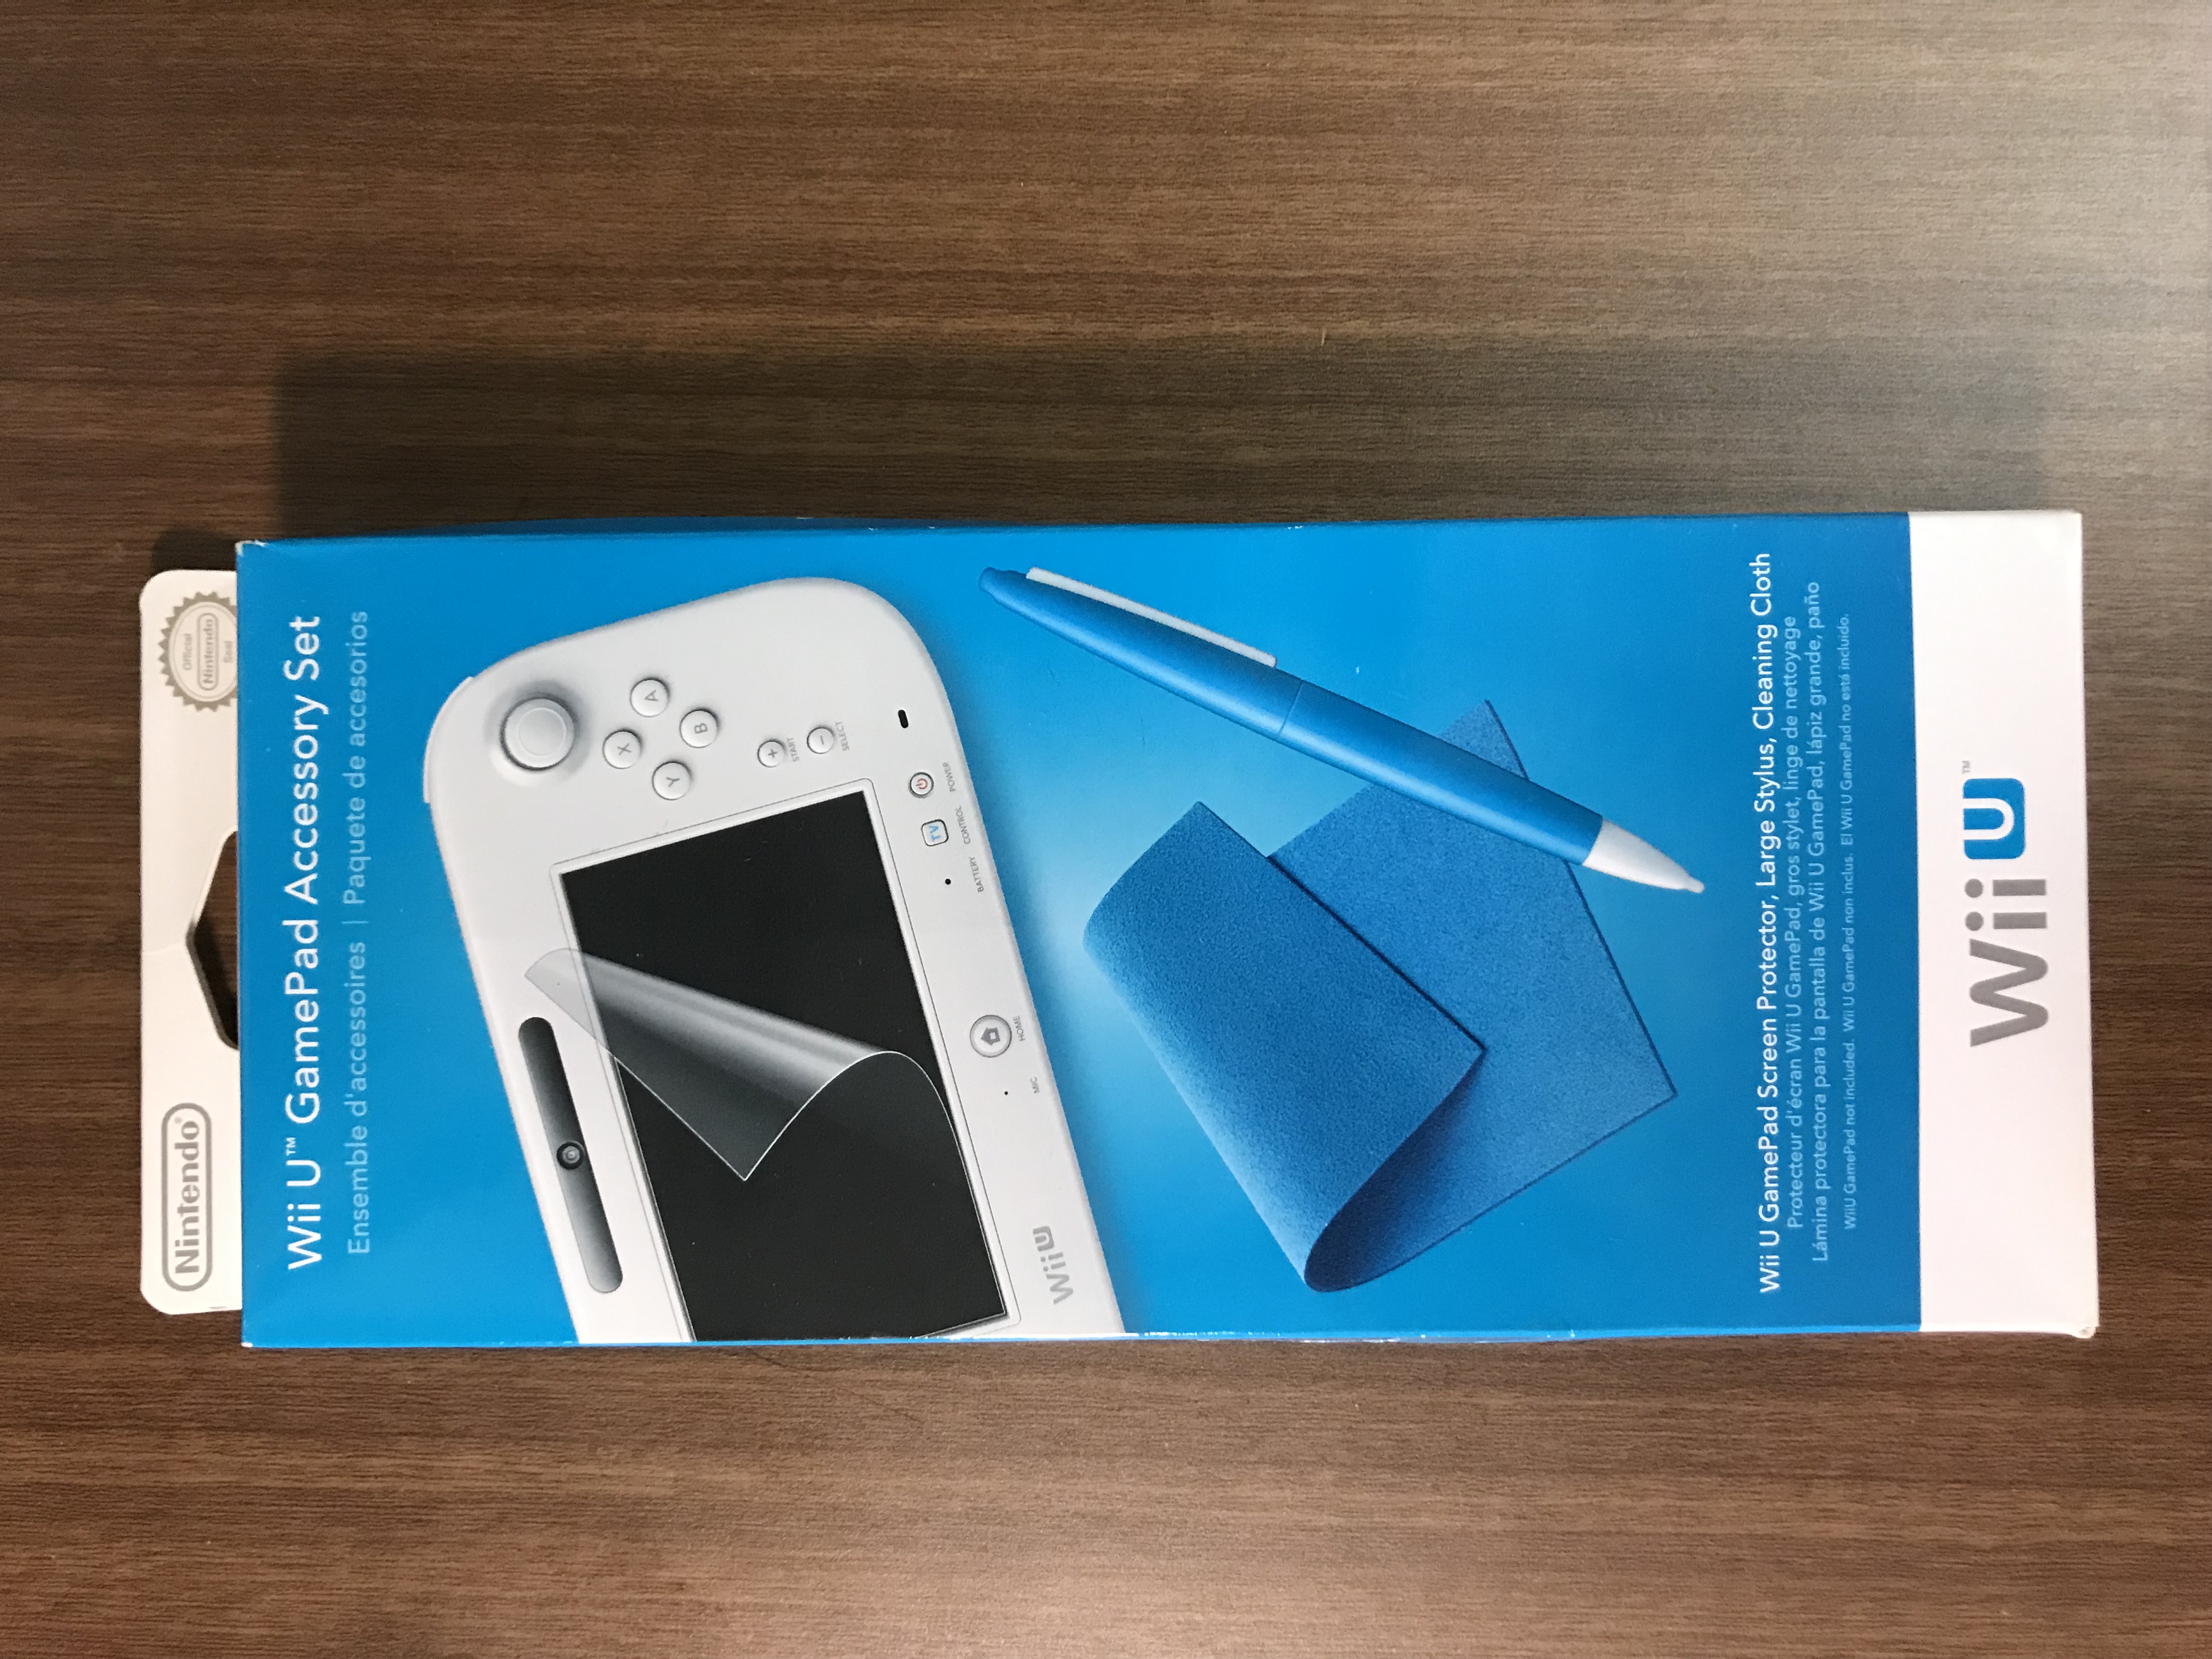 Nintendo®
Official
Nintendo
Seal
Wii U™ GamePad Accessory Set
Ensemble d'accessoires | Paquete de accesorios
X
A
Y
B
+
START
−
SELECT
TV
BATTERY
CONTROL
POWER
MIC
HOME
Wii U
Wii U GamePad Screen Protector, Large Stylus, Cleaning Cloth
Protecteur d'écran Wii U GamePad, gros stylet, linge de nettoyage
Lámina protectora para la pantalla de Wii U GamePad, lápiz grande, paño
WiiU GamePad not included. Wii U GamePad non inclus. El Wii U GamePad no está incluido.
Wii U™